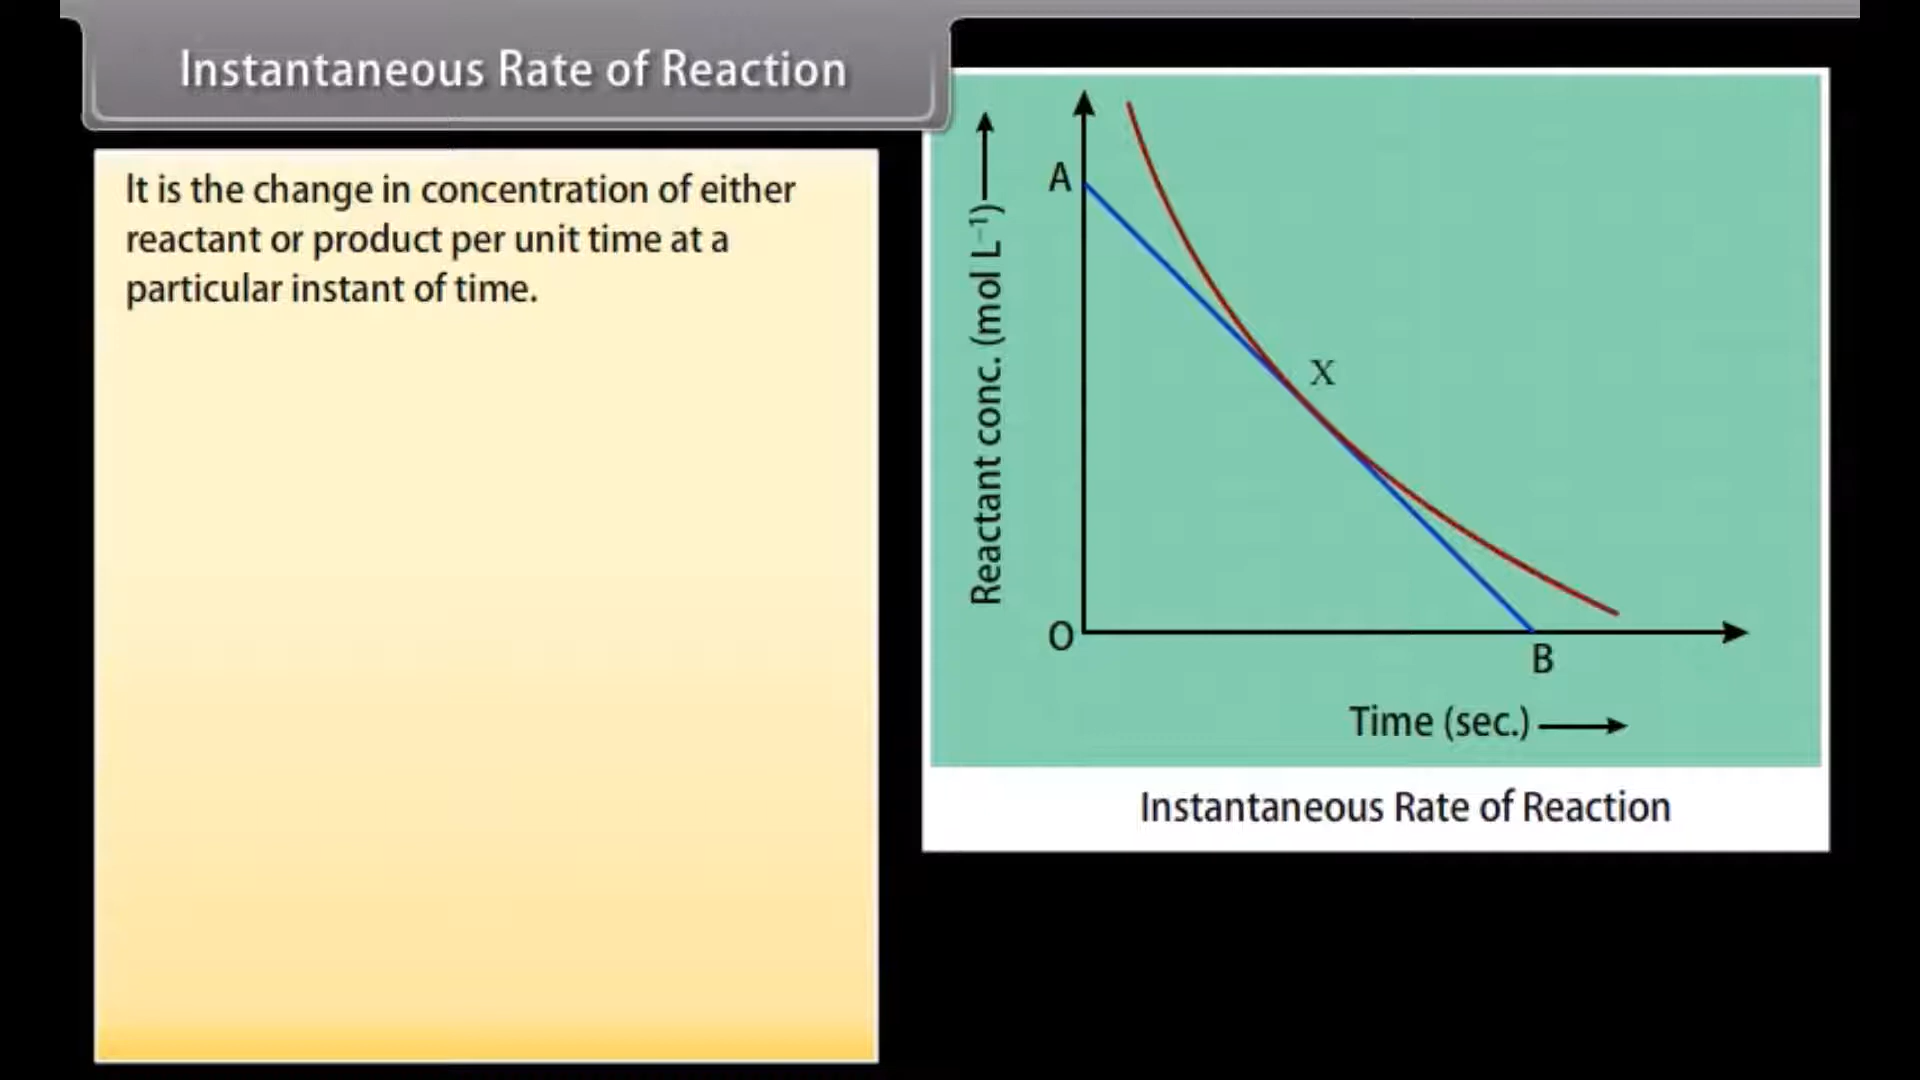 Instantaneous Rate of Reaction
It is the change in concentration of either
reactant or product per unit time at a
particular instant of time.
A
Reactant conc. (mol L⁻¹)
X
O
B
Time (sec.)
Instantaneous Rate of Reaction